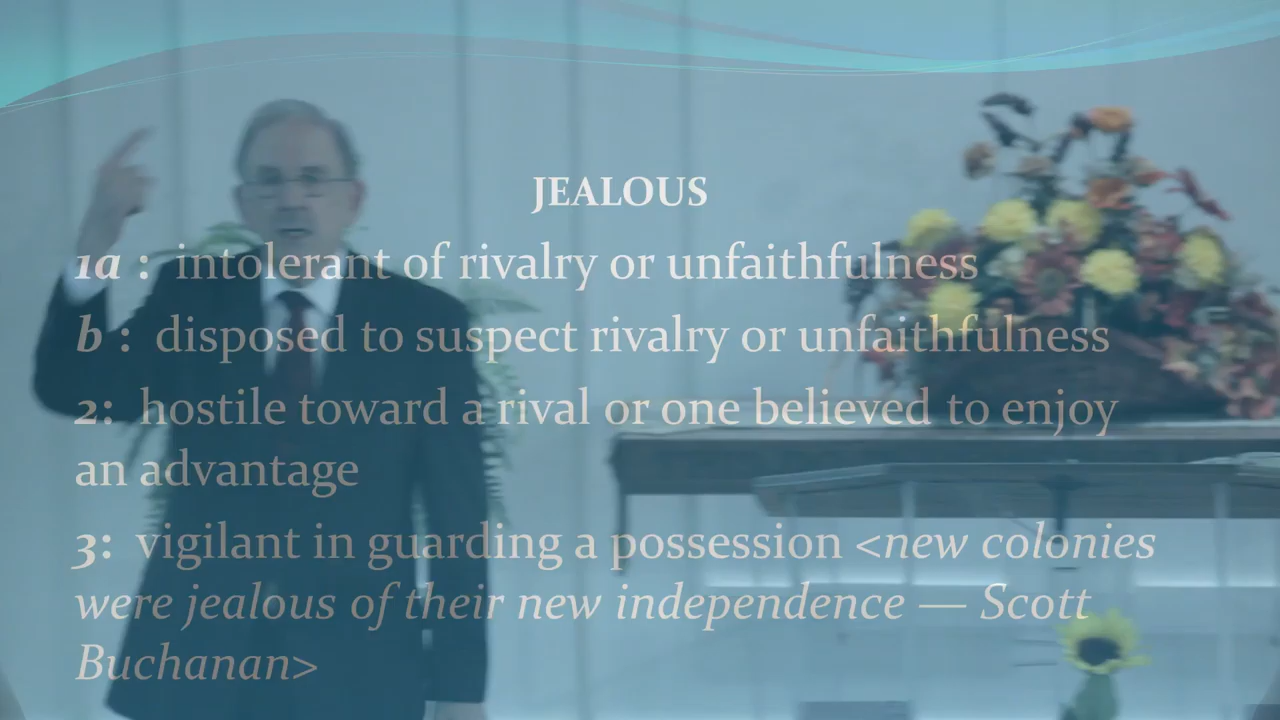 JEALOUS
1a : intolerant of rivalry or unfaithfulness
b : disposed to suspect rivalry or unfaithfulness
2: hostile toward a rival or one believed to enjoy
an advantage
3: vigilant in guarding a possession <new colonies
were jealous of their new independence — Scott
Buchanan>